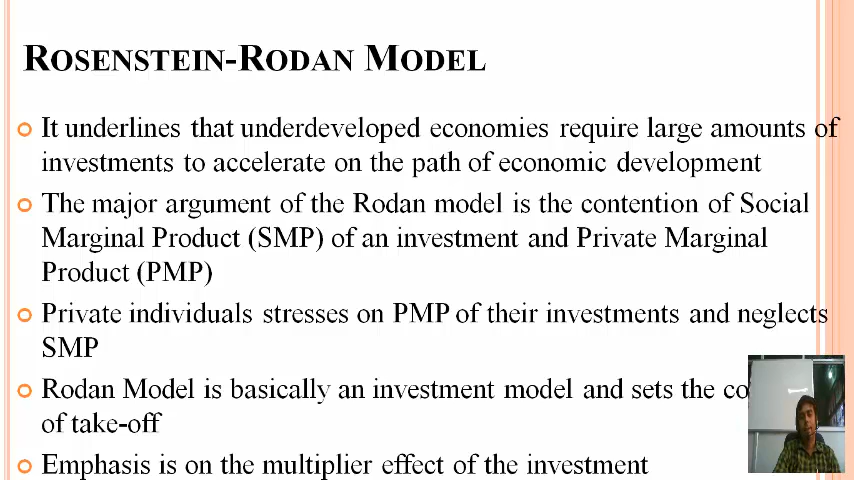 ROSENSTEIN-RODAN MODEL
It underlines that underdeveloped economies require large amounts of
investments to accelerate on the path of economic development
The major argument of the Rodan model is the contention of Social
Marginal Product (SMP) of an investment and Private Marginal
Product (PMP)
Private individuals stresses on PMP of their investments and neglects
SMP
Rodan Model is basically an investment model and sets the
of take-off
Emphasis is on the multiplier effect of the investment